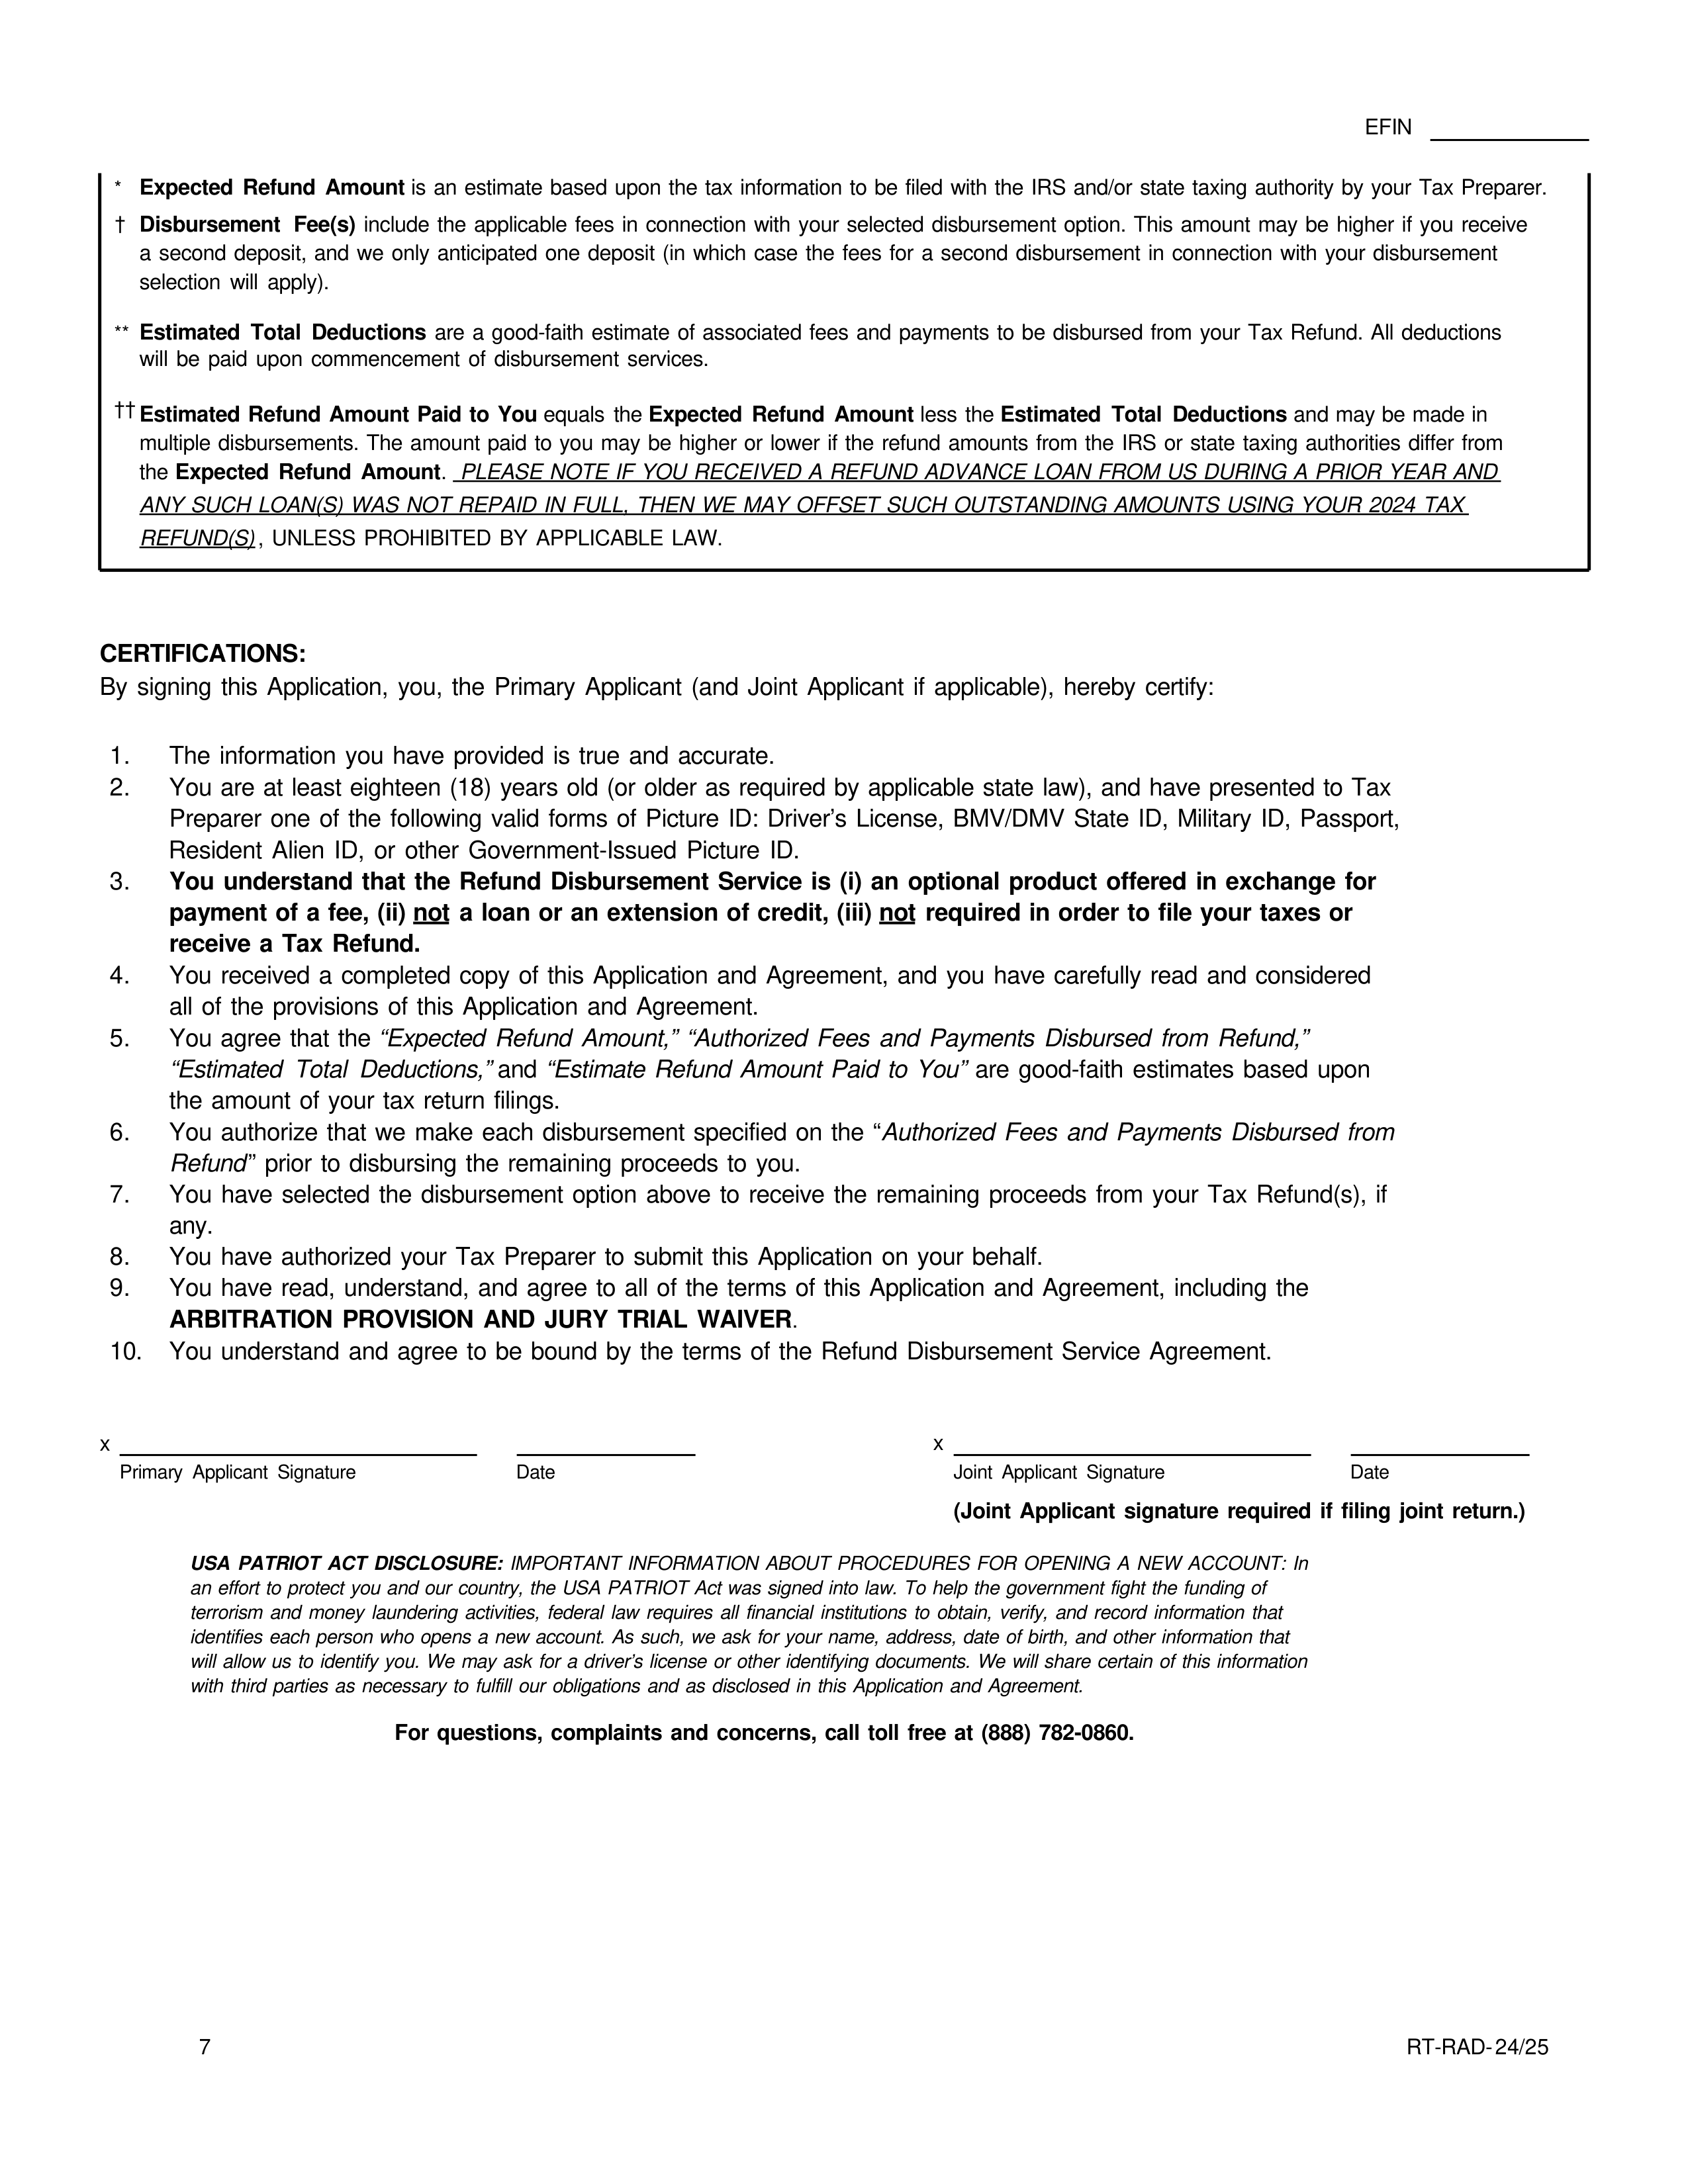 EFIN
* Expected Refund Amount is an estimate based upon the tax information to be filed with the IRS and/or state taxing authority by your Tax Preparer.
† Disbursement Fee(s) include the applicable fees in connection with your selected disbursement option. This amount may be higher if you receive
a second deposit, and we only anticipated one deposit (in which case the fees for a second disbursement in connection with your disbursement
selection will apply).
** Estimated Total Deductions are a good-faith estimate of associated fees and payments to be disbursed from your Tax Refund. All deductions
will be paid upon commencement of disbursement services.
†† Estimated Refund Amount Paid to You equals the Expected Refund Amount less the Estimated Total Deductions and may be made in
multiple disbursements. The amount paid to you may be higher or lower if the refund amounts from the IRS or state taxing authorities differ from
the Expected Refund Amount. PLEASE NOTE IF YOU RECEIVED A REFUND ADVANCE LOAN FROM US DURING A PRIOR YEAR AND
ANY SUCH LOAN(S) WAS NOT REPAID IN FULL, THEN WE MAY OFFSET SUCH OUTSTANDING AMOUNTS USING YOUR 2024 TAX
REFUND(S), UNLESS PROHIBITED BY APPLICABLE LAW.
CERTIFICATIONS:
By signing this Application, you, the Primary Applicant (and Joint Applicant if applicable), hereby certify:
1. The information you have provided is true and accurate.
2. You are at least eighteen (18) years old (or older as required by applicable state law), and have presented to Tax
Preparer one of the following valid forms of Picture ID: Driver’s License, BMV/DMV State ID, Military ID, Passport,
Resident Alien ID, or other Government-Issued Picture ID.
3. You understand that the Refund Disbursement Service is (i) an optional product offered in exchange for
payment of a fee, (ii) not a loan or an extension of credit, (iii) not required in order to file your taxes or
receive a Tax Refund.
4. You received a completed copy of this Application and Agreement, and you have carefully read and considered
all of the provisions of this Application and Agreement.
5. You agree that the “Expected Refund Amount,” “Authorized Fees and Payments Disbursed from Refund,”
“Estimated Total Deductions,” and “Estimate Refund Amount Paid to You” are good-faith estimates based upon
the amount of your tax return filings.
6. You authorize that we make each disbursement specified on the “Authorized Fees and Payments Disbursed from
Refund” prior to disbursing the remaining proceeds to you.
7. You have selected the disbursement option above to receive the remaining proceeds from your Tax Refund(s), if
any.
8. You have authorized your Tax Preparer to submit this Application on your behalf.
9. You have read, understand, and agree to all of the terms of this Application and Agreement, including the
ARBITRATION PROVISION AND JURY TRIAL WAIVER.
10. You understand and agree to be bound by the terms of the Refund Disbursement Service Agreement.
x x
Primary Applicant Signature Date Joint Applicant Signature Date
(Joint Applicant signature required if filing joint return.)
USA PATRIOT ACT DISCLOSURE: IMPORTANT INFORMATION ABOUT PROCEDURES FOR OPENING A NEW ACCOUNT: In
an effort to protect you and our country, the USA PATRIOT Act was signed into law. To help the government fight the funding of
terrorism and money laundering activities, federal law requires all financial institutions to obtain, verify, and record information that
identifies each person who opens a new account. As such, we ask for your name, address, date of birth, and other information that
will allow us to identify you. We may ask for a driver’s license or other identifying documents. We will share certain of this information
with third parties as necessary to fulfill our obligations and as disclosed in this Application and Agreement.
For questions, complaints and concerns, call toll free at (888) 782-0860.
7 RT-RAD-24/25